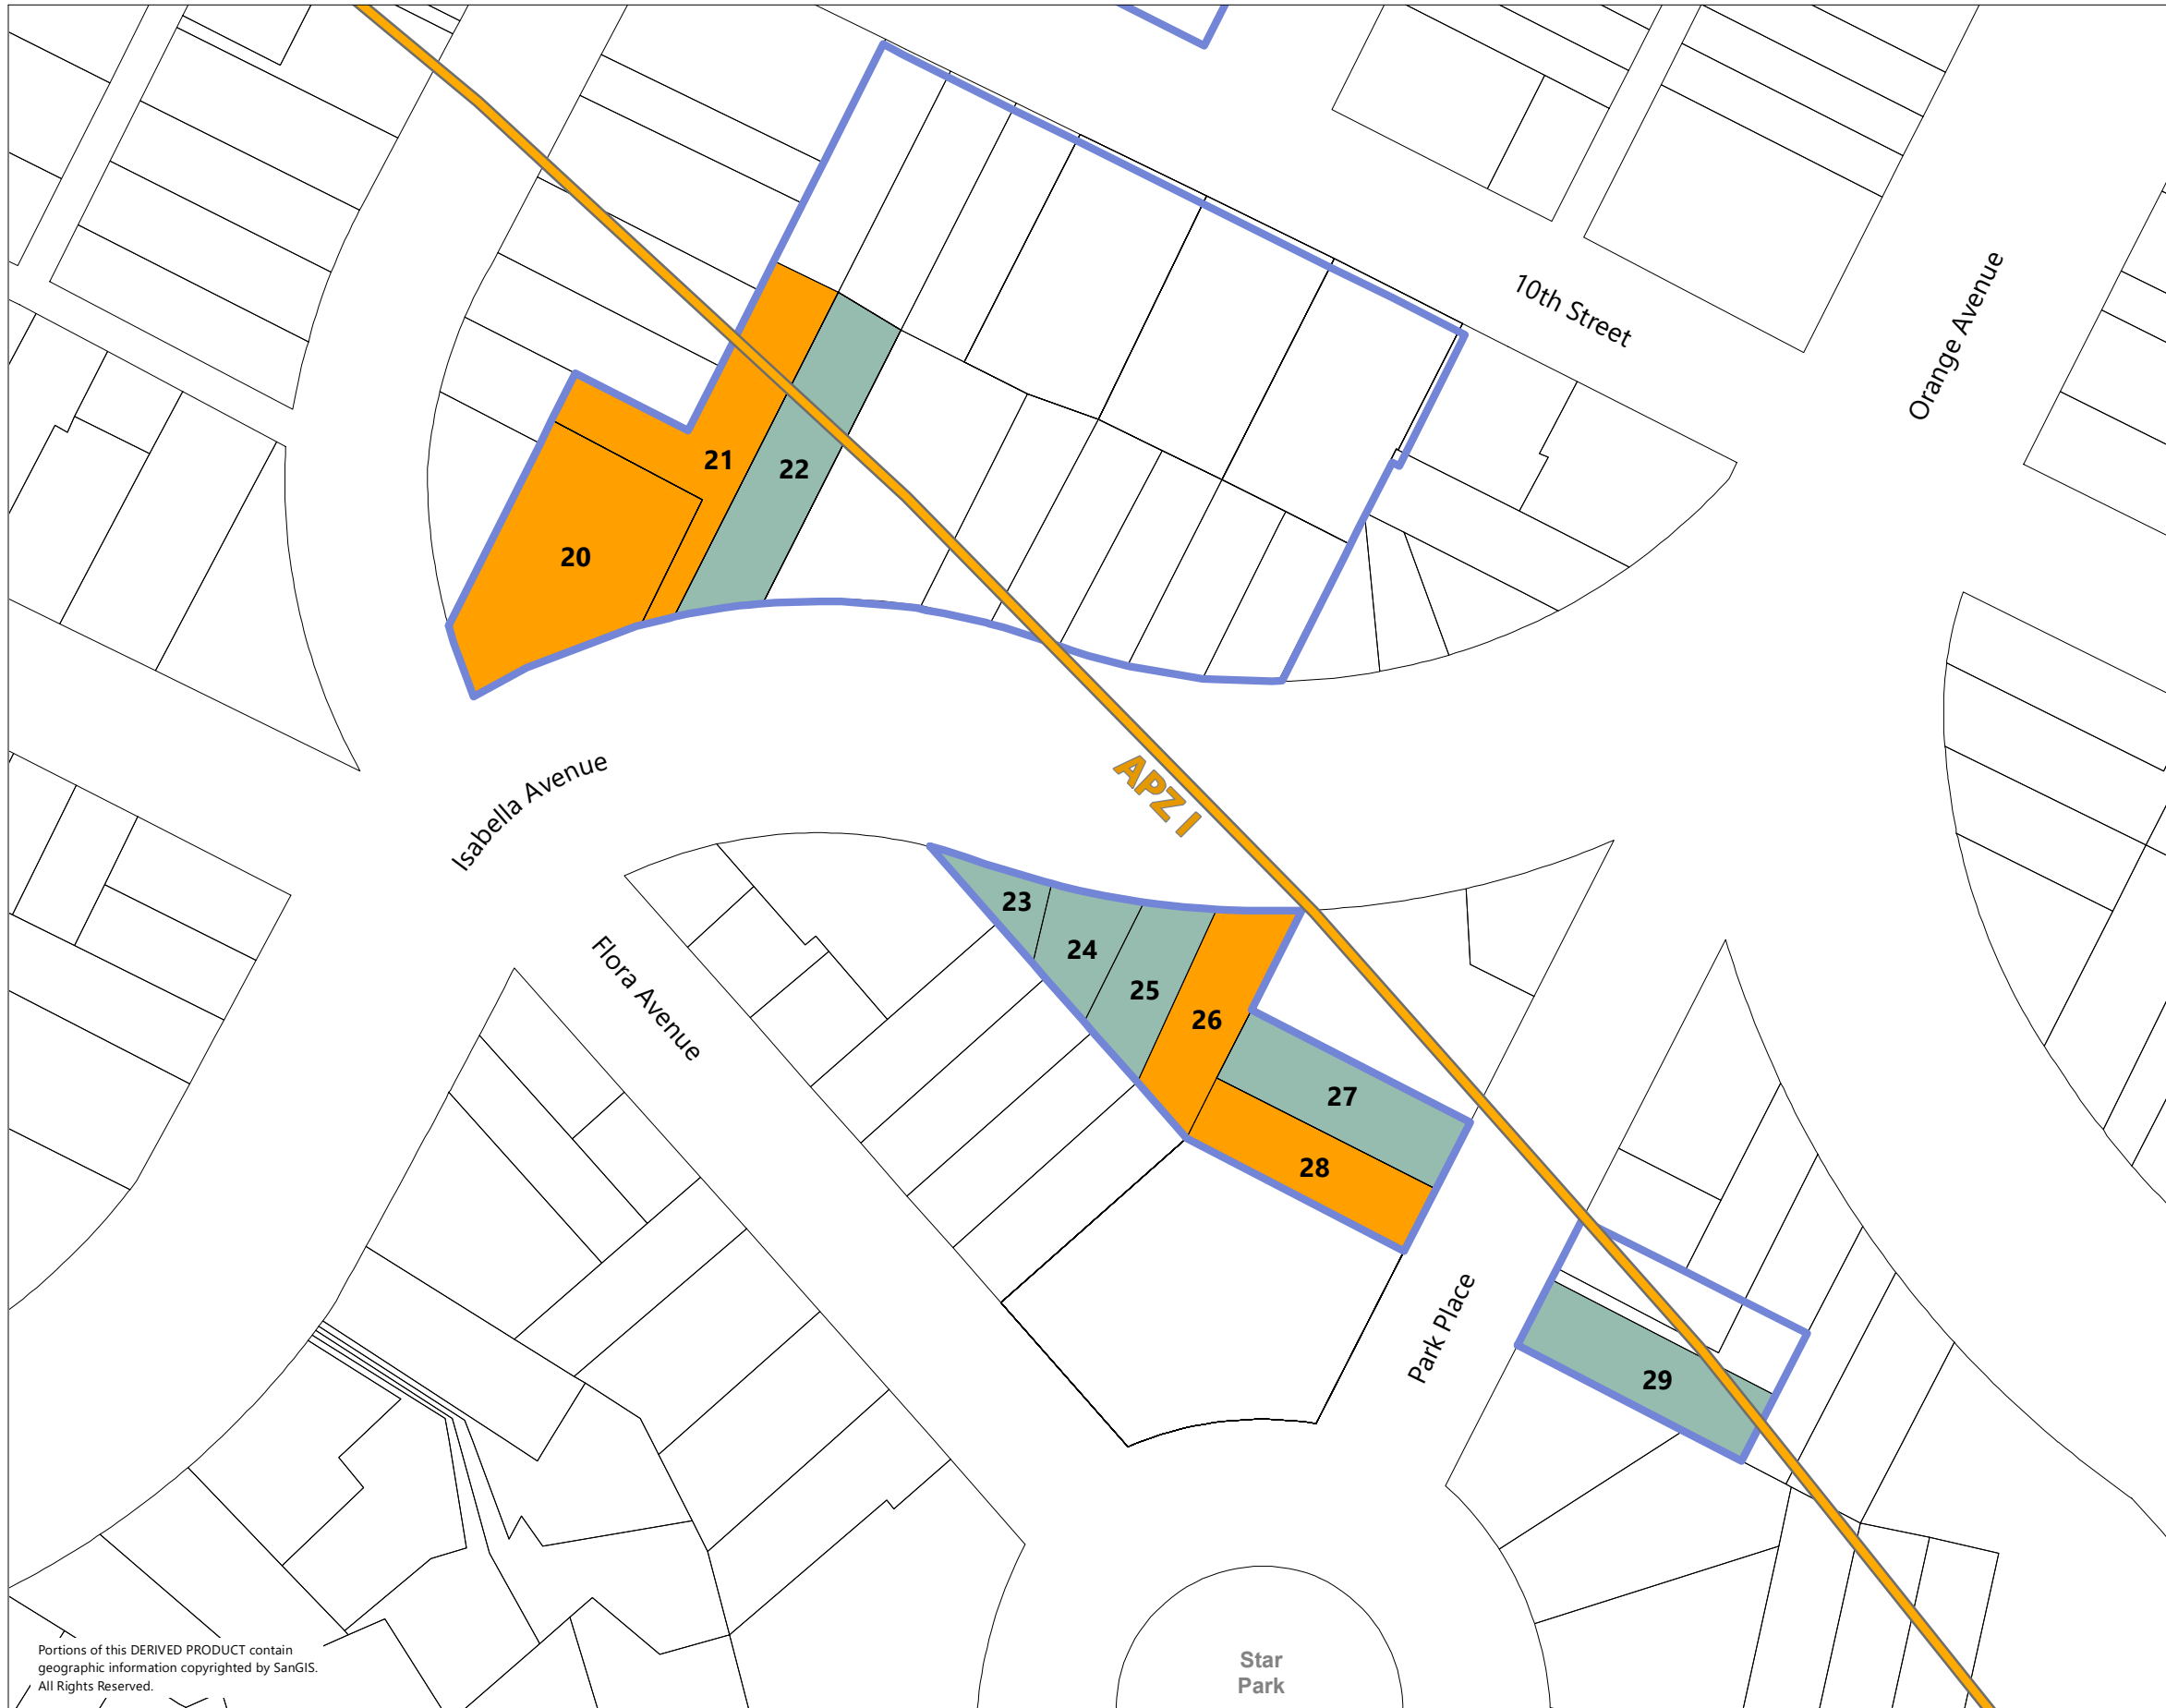 10th Street
Orange Avenue
21
22
20
Isabella Avenue
APZ I
23
24
25
26
Flora Avenue
27
28
Park Place
29
Star
Park
Portions of this DERIVED PRODUCT contain
geographic information copyrighted by SanGIS.
All Rights Reserved.